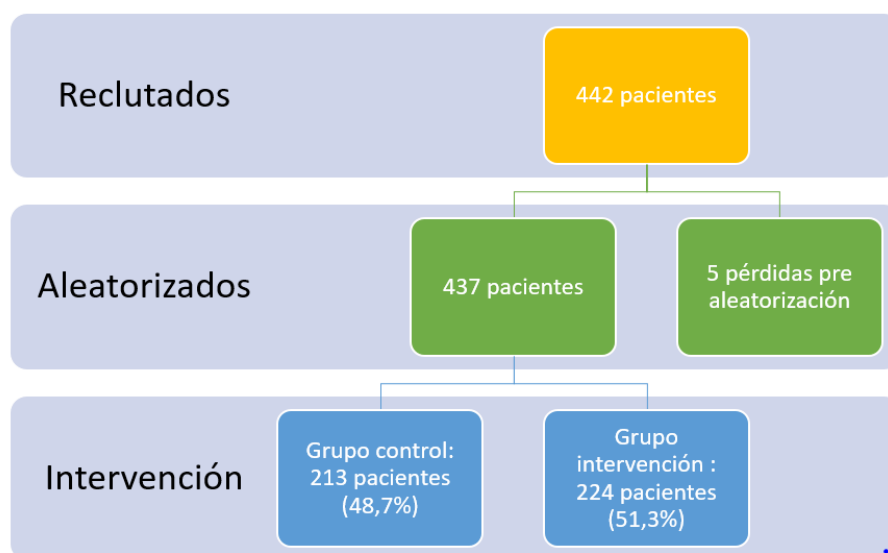 Reclutados
442 pacientes
Aleatorizados
437 pacientes
5 pérdidas pre
aleatorización
Intervención
Grupo control:
213 pacientes
(48,7%)
Grupo
intervención :
224 pacientes
(51,3%)